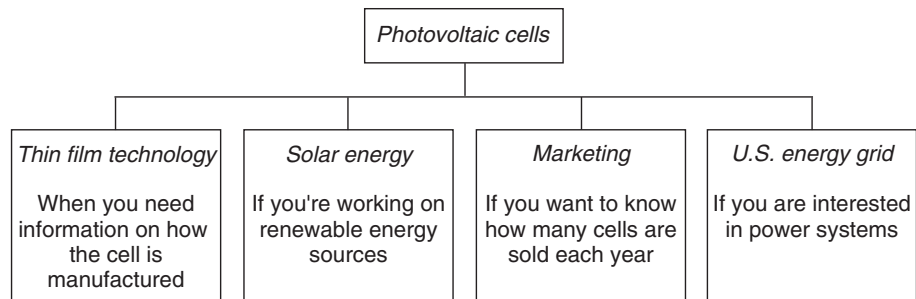 Photovoltaic cells
Thin film technology
When you need
information on how
the cell is
manufactured
Solar energy
If you're working on
renewable energy
sources
Marketing
If you want to know
how many cells are
sold each year
U.S. energy grid
If you are interested
in power systems